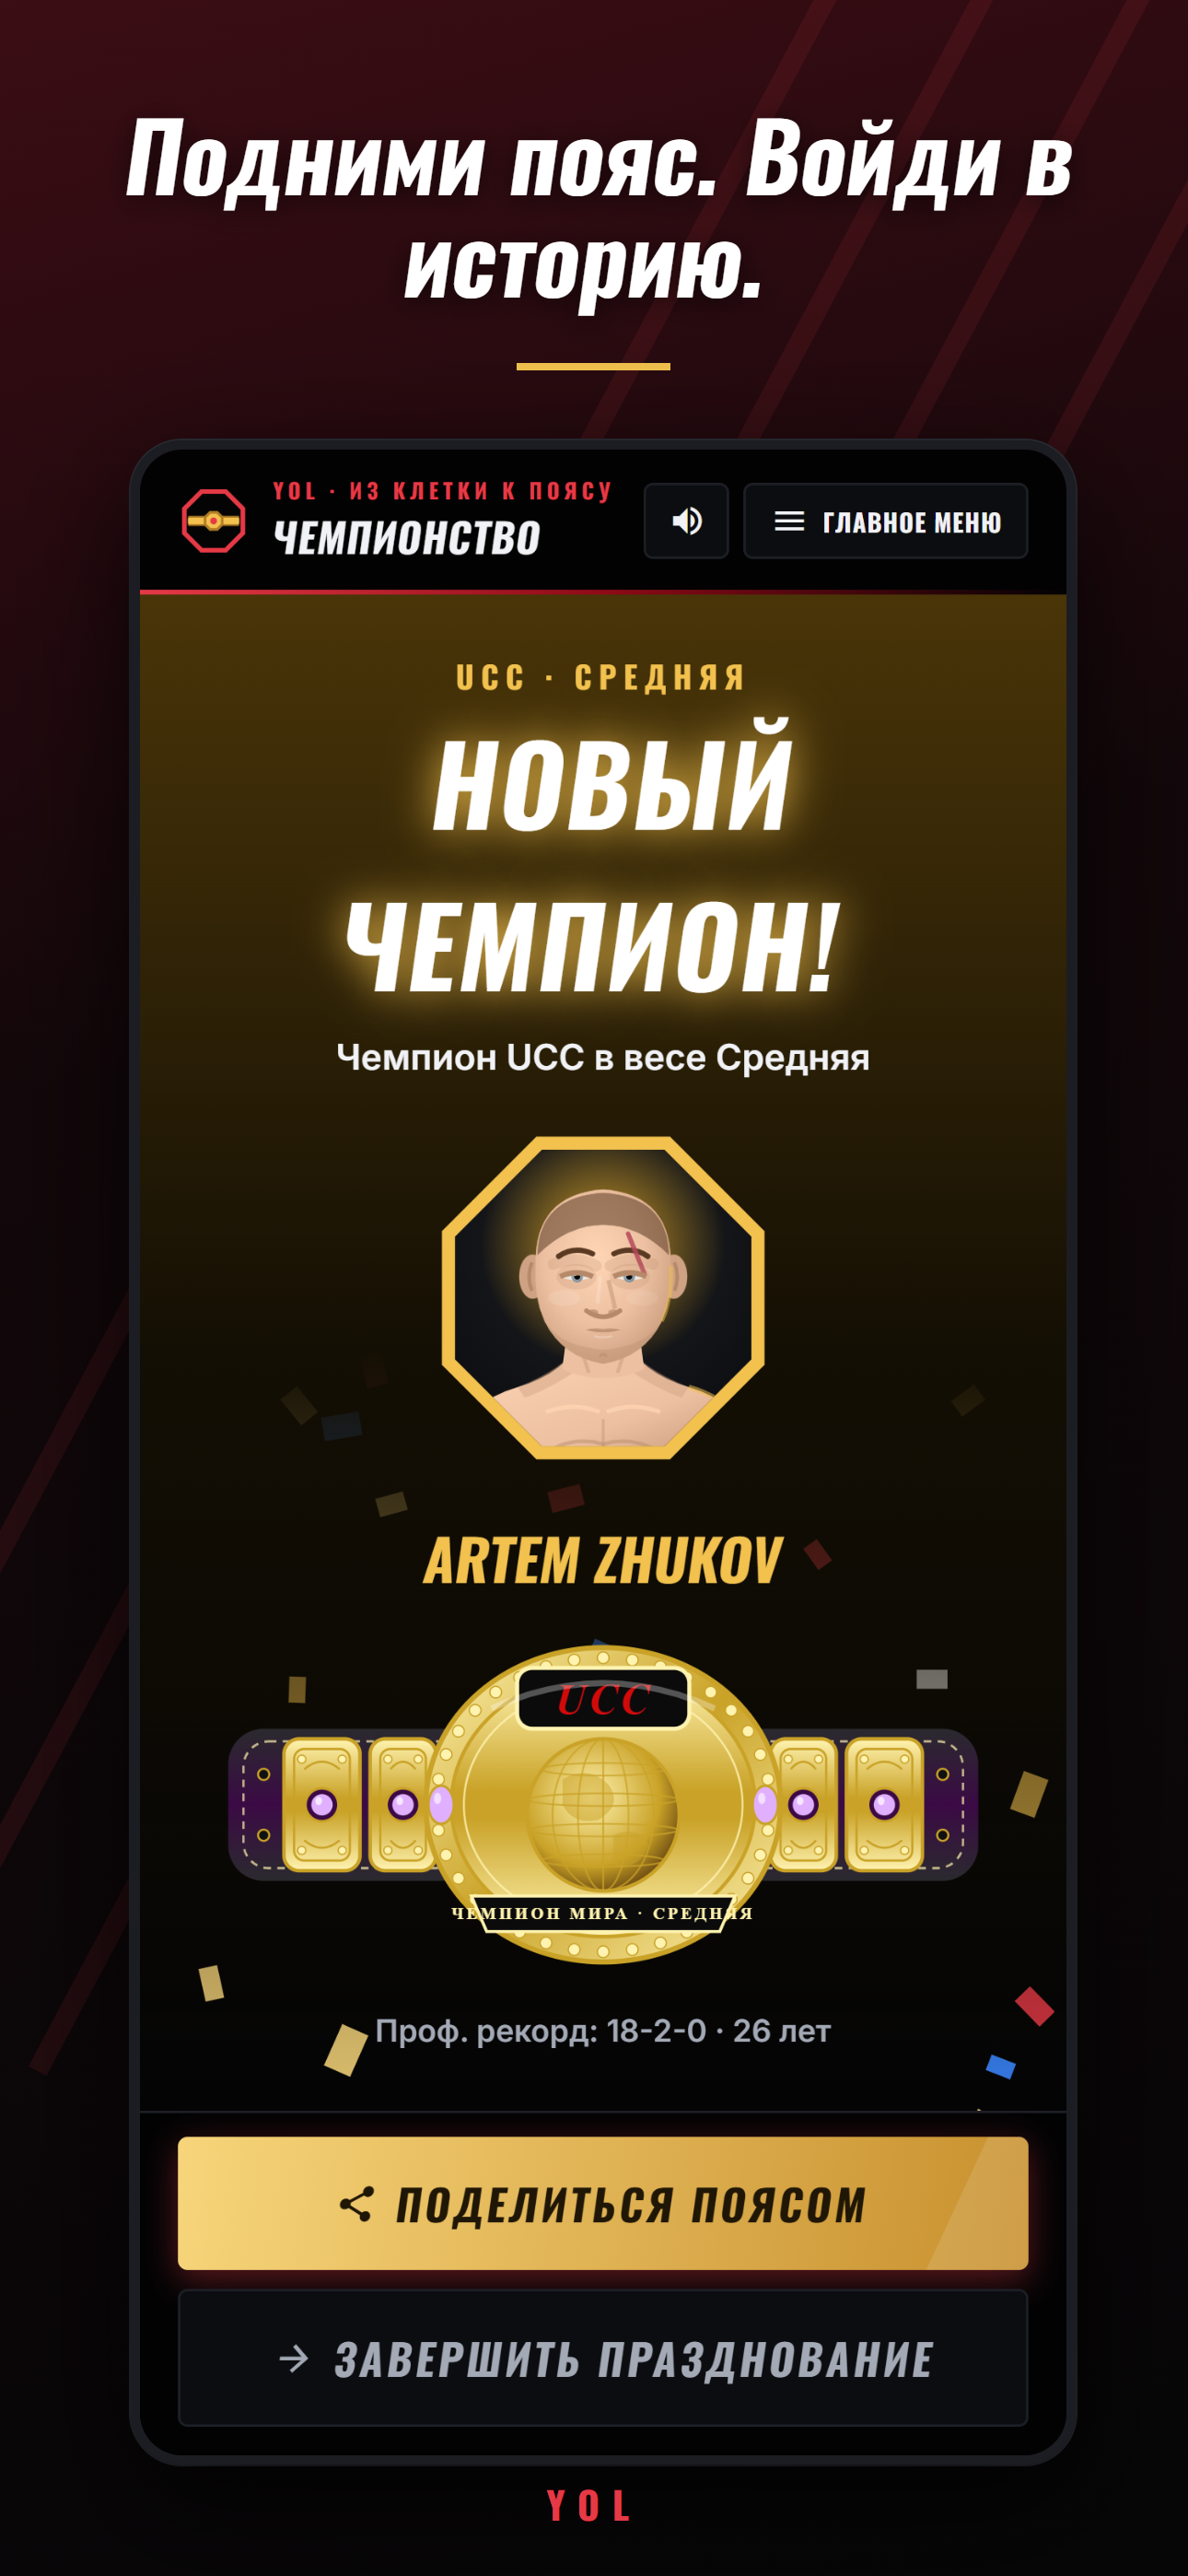 Подними пояс. Войди в
историю.
YOL · ИЗ КЛЕТКИ К ПОЯСУ
ЧЕМПИОНСТВО
ГЛАВНОЕ МЕНЮ
UCC · СРЕДНЯЯ
НОВЫЙ
ЧЕМПИОН!
Чемпион UCC в весе Средняя
ARTEM ZHUKOV
UCC
ЧЕМПИОН МИРА · СРЕДНЯЯ
Проф. рекорд: 18-2-0 · 26 лет
ПОДЕЛИТЬСЯ ПОЯСОМ
ЗАВЕРШИТЬ ПРАЗДНОВАНИЕ
YOL